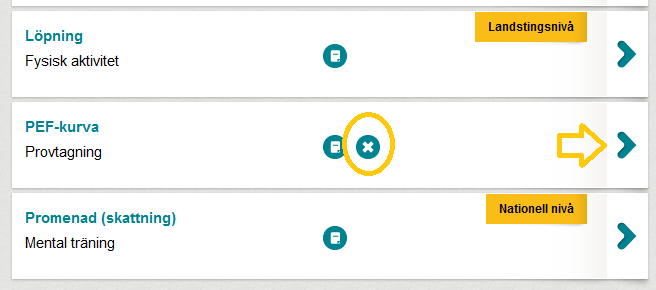 Landstingsnivå
Löpning
Fysisk aktivitet
PEF-kurva
Provtagning
Nationell nivå
Promenad (skattning)
Mental träning